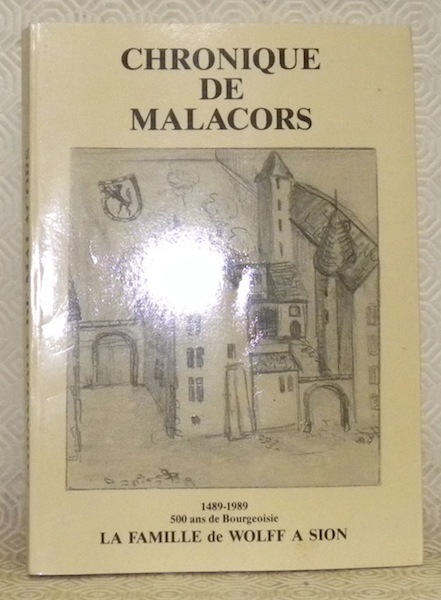 CHRONIQUE
DE
MALACORS
1489-1989
500 ans de Bourgeoisie
LA FAMILLE de WOLFF A SION